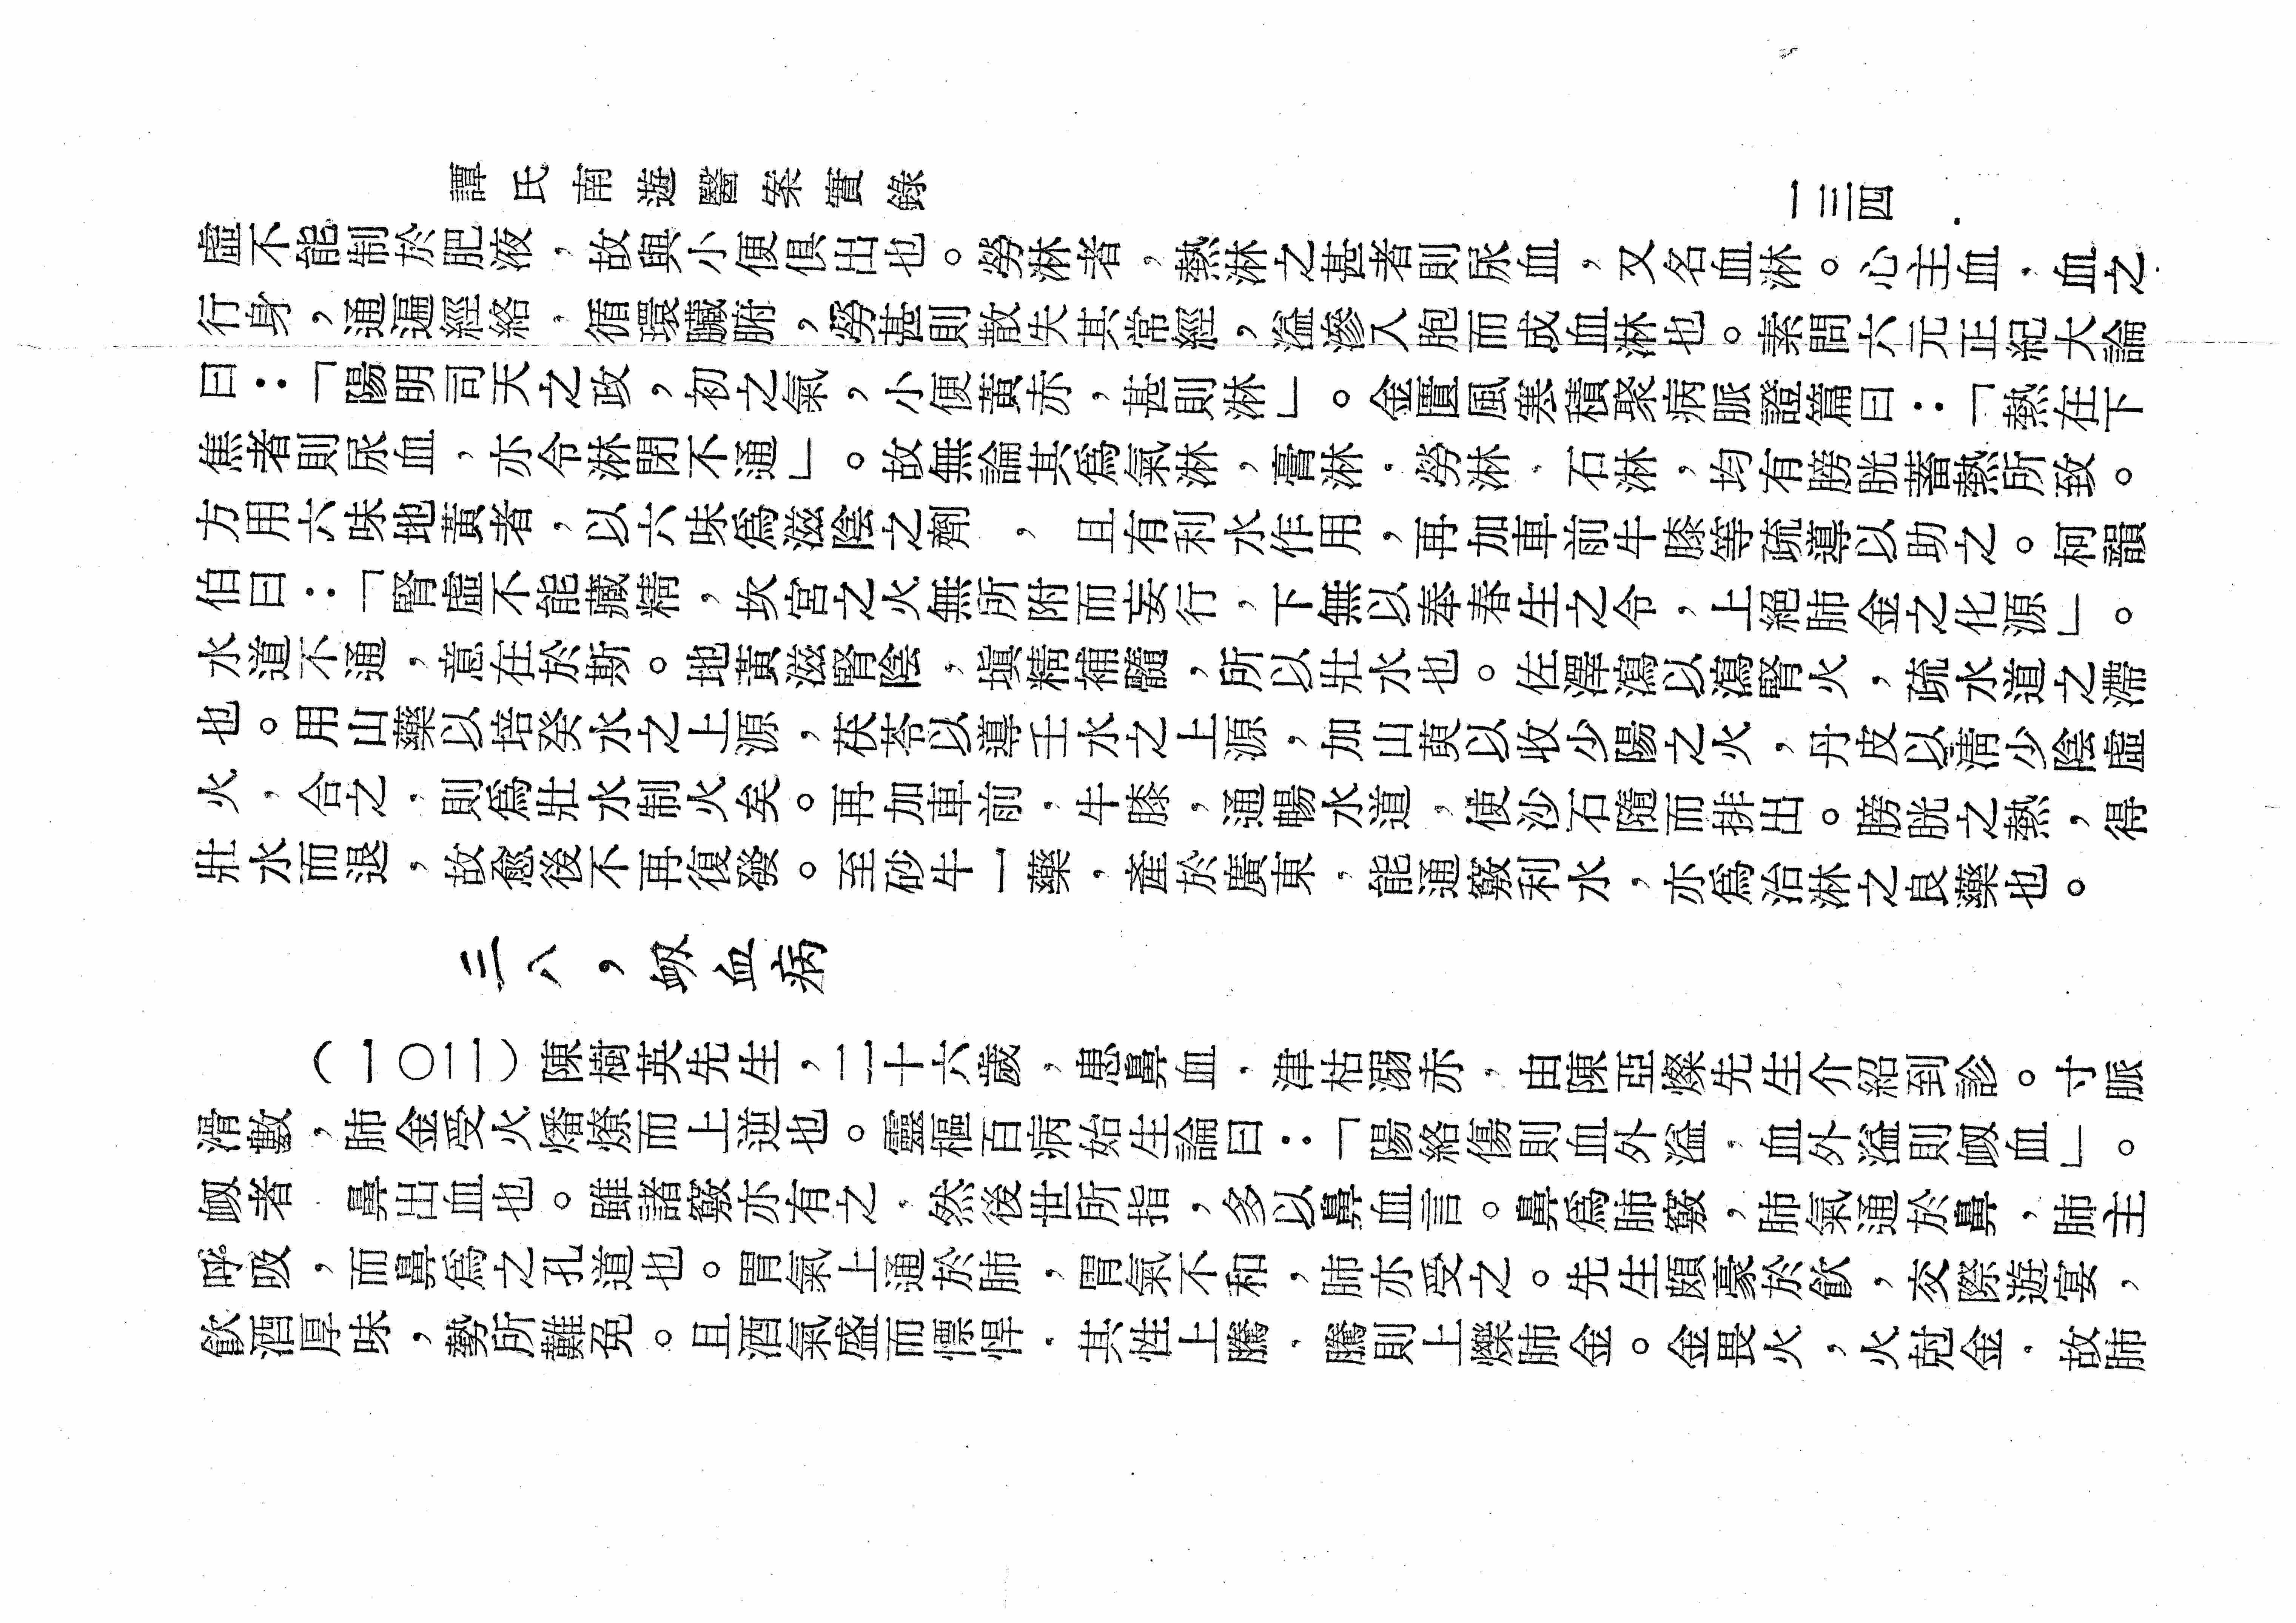 譚氏南遊醫案實錄
一三四
虛不能制於肥液，故與小便俱出也。勞淋者，熱淋之甚者則尿血，又名血淋。心主血，血之
行身，通遍經絡，循環臟腑，勞甚則散失其常經，溢滲入胞而成血淋也。素問六元正紀大論
曰：「陽明司天之政，初之氣，小便黃赤，甚則淋」。金匱風寒積聚病脈證篇曰：「熱在下
焦者則尿血，亦令淋閉不通」。故無論其爲氣淋，膏淋，勞淋，石淋，均有膀胱蓄熱所致。
方用六味地黃者，以六味爲滋陰之劑，且有利水作用，再加車前牛膝等疏導以助之。柯韻
伯曰：「腎虛不能藏精，坎宮之火無所附而妄行，下無以奉春生之令，上絕肺金之化源」。
水道不通，意在於斯。地黃滋腎陰，塡精補髓，所以壯水也。佐澤瀉以瀉腎火，疏水道之滯
也。用山藥以培癸水之上源，茯苓以導壬水之上源，加山萸以收少陽之火，丹皮以淸少陰虛
火，合之，則爲壯水制火矣。再加車前，牛膝，通暢水道，使沙石隨而排出。膀胱之熱，得
壯水而退，故愈後不再復發。至砂牛一藥，產於廣東，能通竅利水，亦爲治淋之良藥也。
三八，衂血病
（一〇二）陳樹英先生，二十六歲，患鼻血，津枯溺赤，由陳亞燦先生介紹到診。寸脈
滑數，肺金受火燔燎而上逆也。靈樞百病始生論曰：「陽絡傷則血外溢，血外溢則衂血」。
衂者，鼻出血也。雖諸竅亦有之，然後世所指，多以鼻血言。鼻爲肺竅，肺氣通於鼻，肺主
呼吸，而鼻爲之孔道也。胃氣上通於肺，胃氣不和，肺亦受之。先生頗豪於飮，交際遊宴，
飮酒厚味，勢所難免。且酒氣盛而慓悍，其性上騰，騰則上爍肺金。金畏火，火尅金，故肺